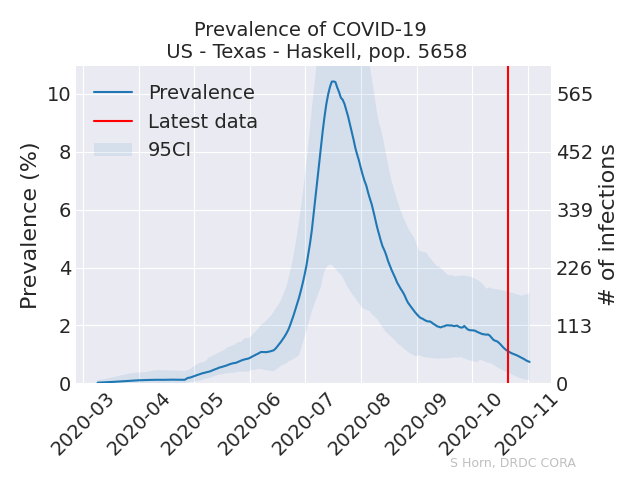 Prevalence of COVID-19
US - Texas - Haskell, pop. 5658
Prevalence
Latest data
95CI
Prevalence (%)
10
8
6
4
2
0
565
452
339
226
113
0
# of infections
2020-03
2020-04
2020-05
2020-06
2020-07
2020-08
2020-09
2020-10
2020-11
S Horn, DRDC CORA